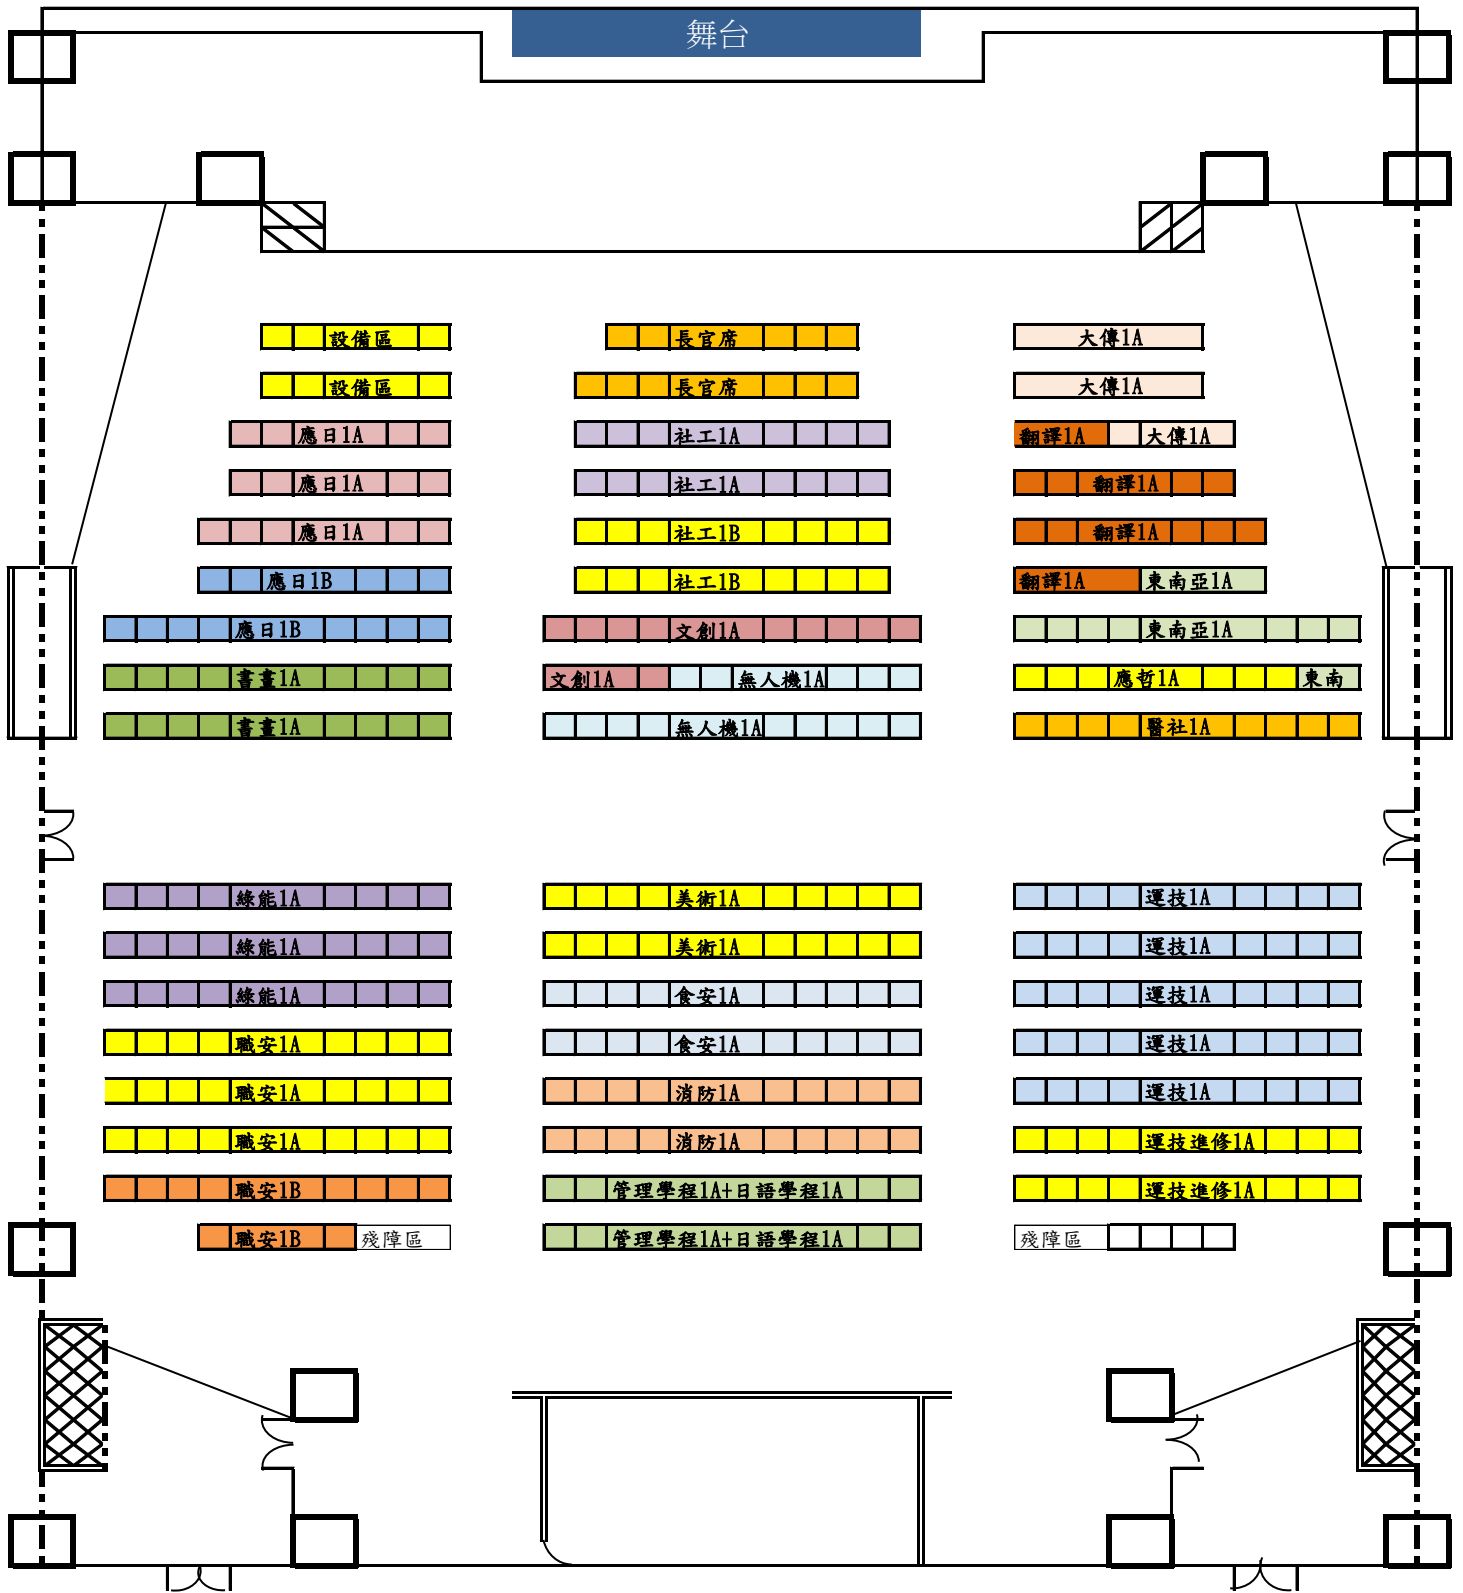 舞台
設備區 長官席 大傳1A
設備區 長官席 大傳1A
應日1A 社工1A 翻譯1A 大傳1A
應日1A 社工1A 翻譯1A
應日1A 社工1B 翻譯1A
應日1B 社工1B 翻譯1A 東南亞1A
應日1B 文創1A 東南亞1A
書畫1A 文創1A 無人機1A 應哲1A 東南
書畫1A 無人機1A 醫社1A
綠能1A 美術1A 運技1A
綠能1A 美術1A 運技1A
綠能1A 食安1A 運技1A
職安1A 食安1A 運技1A
職安1A 消防1A 運技1A
職安1A 消防1A 運技進修1A
職安1B 管理學程1A+日語學程1A 運技進修1A
職安1B 殘障區 管理學程1A+日語學程1A 殘障區